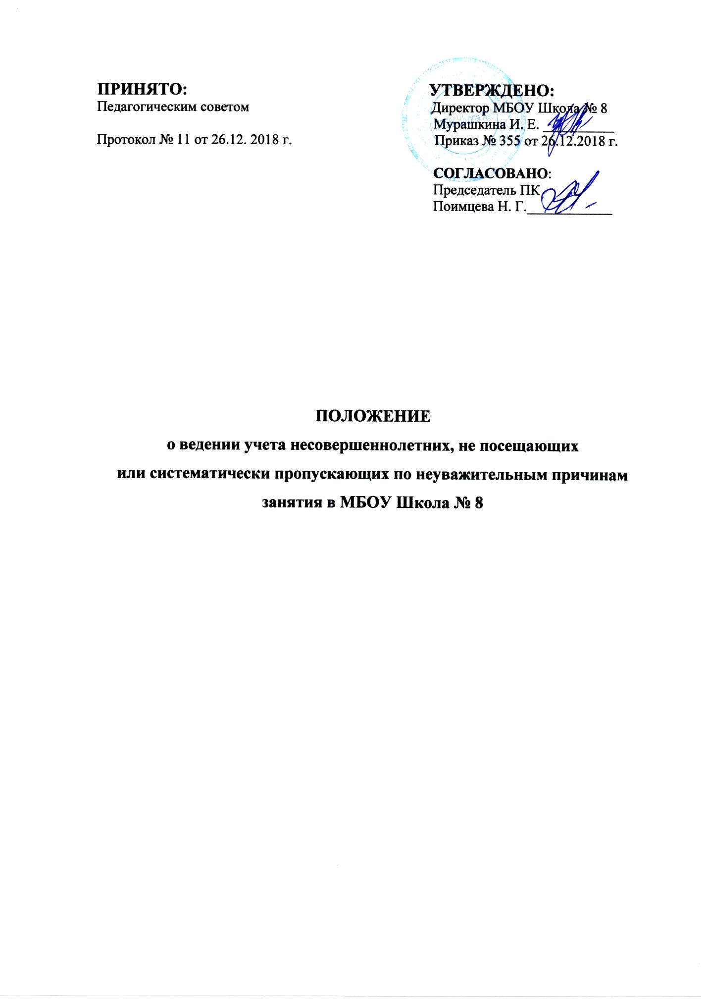 ПРИНЯТО:
Педагогическим советом
Протокол № 11 от 26.12. 2018 г.
УТВЕРЖДЕНО:
Директор МБОУ Школа № 8
Мурашкина И. Е. __________
Приказ № 355 от 26.12.2018 г.
СОГЛАСОВАНО:
Председатель ПК
Поимцева Н. Г.____________
ПОЛОЖЕНИЕ
о ведении учета несовершеннолетних, не посещающих
или систематически пропускающих по неуважительным причинам
занятия в МБОУ Школа № 8